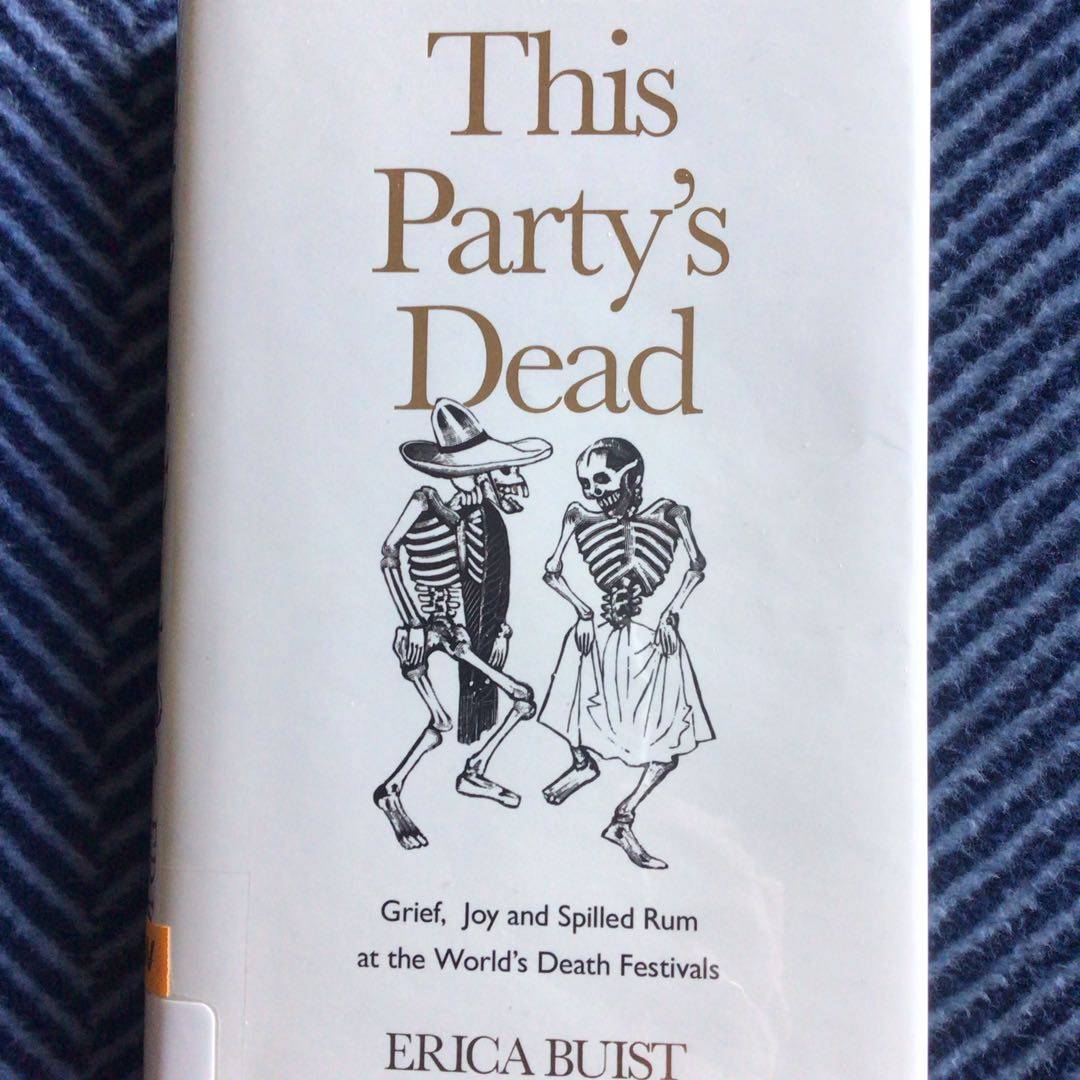 This
Party's
Dead
Grief, Joy and Spilled Rum
at the World's Death Festivals
ERICA BUIST